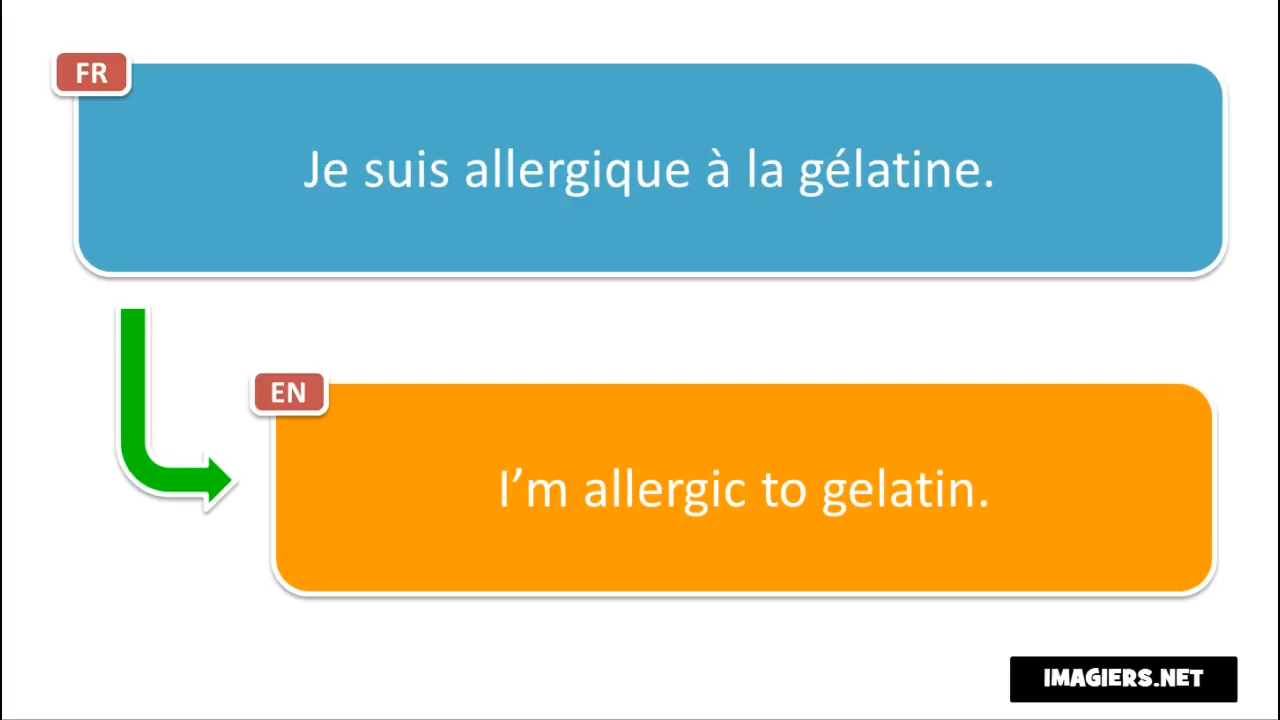 FR
Je suis allergique à la gélatine.
EN
I’m allergic to gelatin.
IMAGIERS.NET